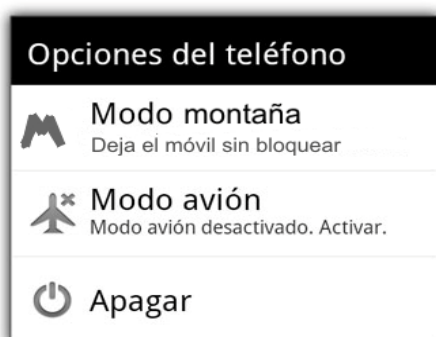 Opciones del teléfono
Modo montaña
Deja el móvil sin bloquear
Modo avión
Modo avión desactivado. Activar.
Apagar